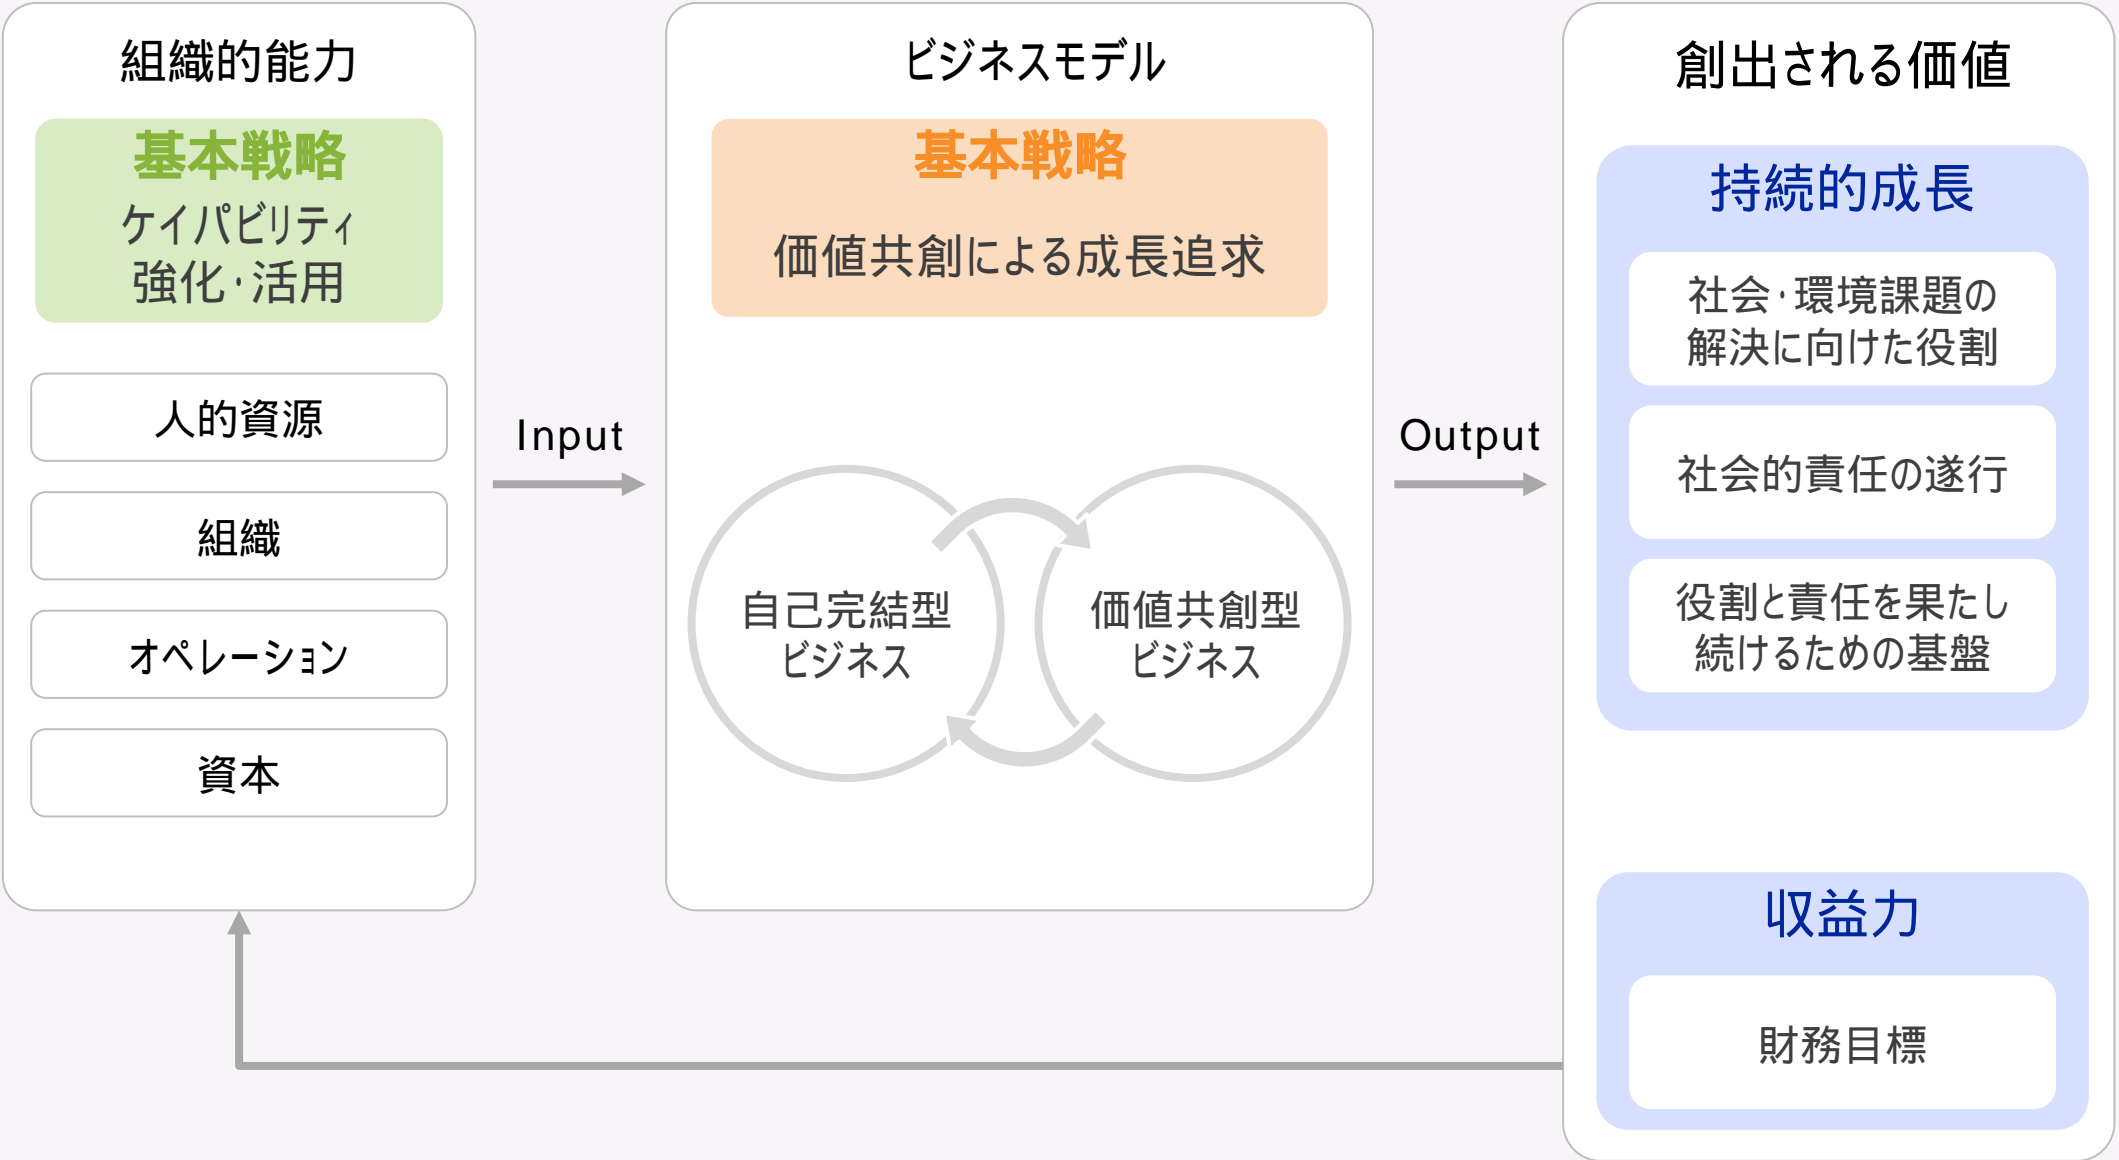 組織的能力
基本戦略
ケイパビリティ
強化・活用
人的資源
組織
オペレーション
資本
Input
ビジネスモデル
基本戦略
価値共創による成長追求
自己完結型
ビジネス
価値共創型
ビジネス
Output
創出される価値
持続的成長
社会・環境課題の
解決に向けた役割
社会的責任の遂行
役割と責任を果たし
続けるための基盤
収益力
財務目標